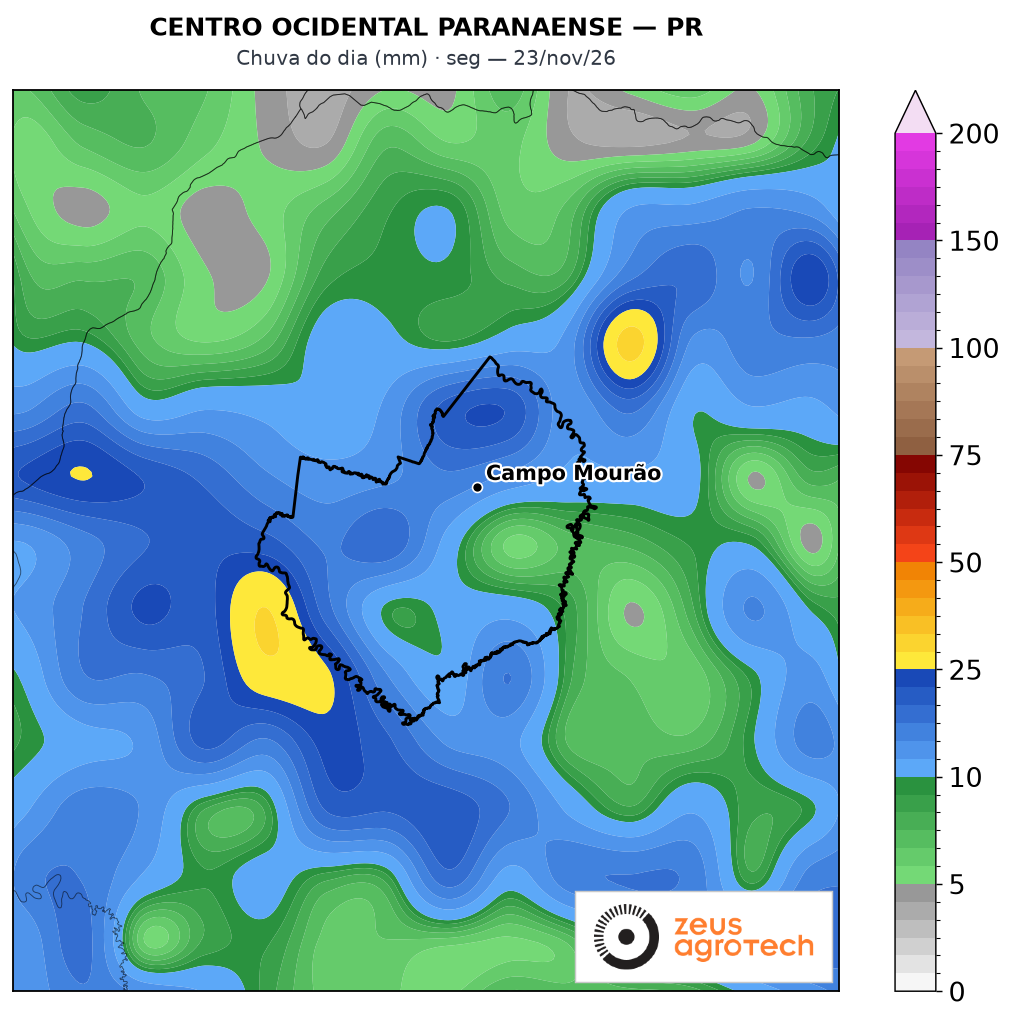 CENTRO OCIDENTAL PARANAENSE — PR
Chuva do dia (mm) · seg — 23/nov/26
Campo Mourão
200
150
100
75
50
25
10
5
0
zeus
agrotech